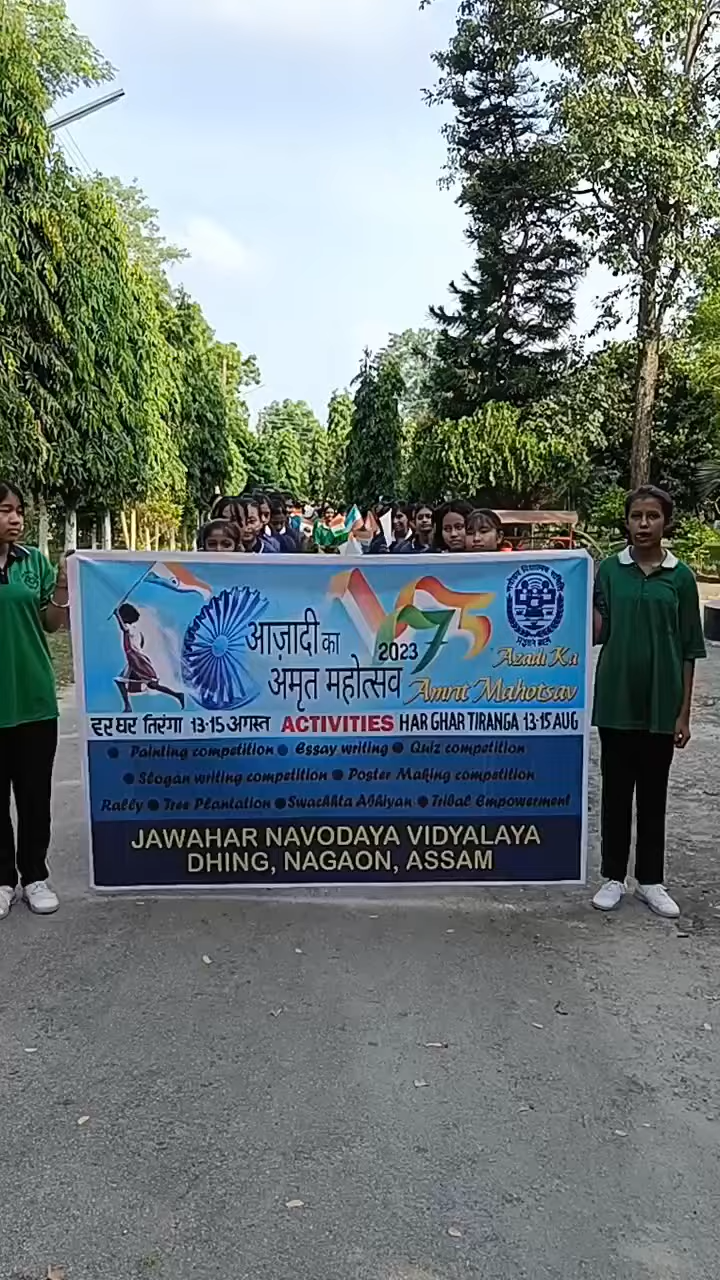 आज़ादी का
अमृत महोत्सव
2023
75
Azadi Ka
Amrit Mahotsav
हर घर तिरंगा 13-15 अगस्त ACTIVITIES HAR GHAR TIRANGA 13-15 AUG
Painting competition Essay writing Quiz competition
Slogan writing competition Poster Making competition
Rally Tree Plantation Swachhta Abhiyan Tribal Empowerment
JAWAHAR NAVODAYA VIDYALAYA
DHING, NAGAON, ASSAM